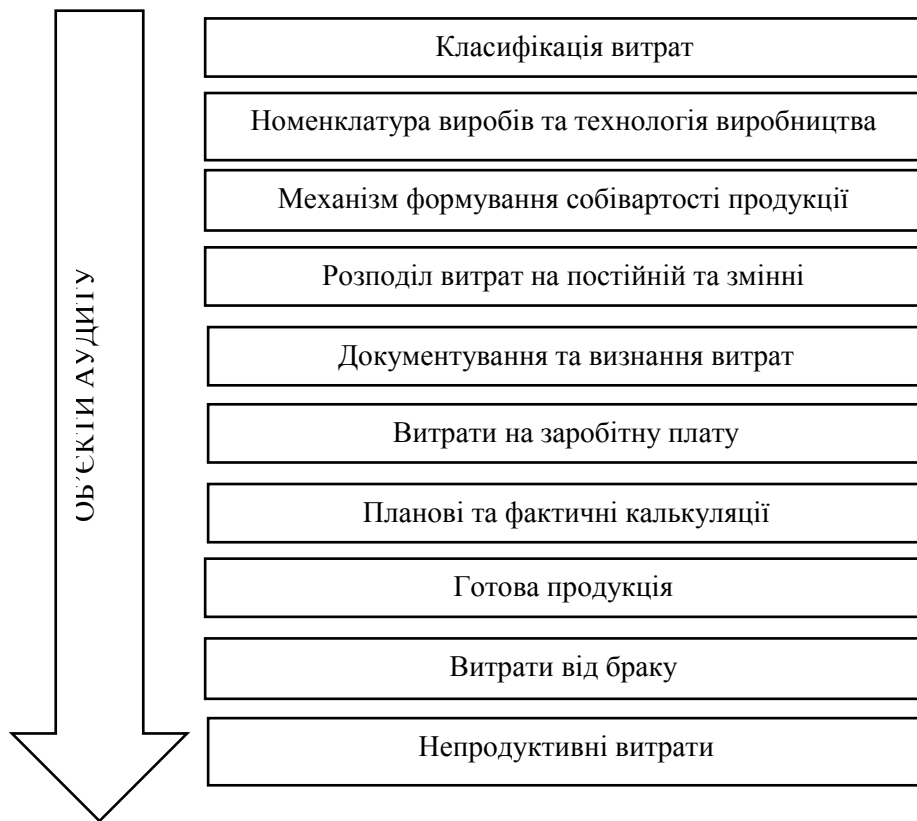 ОБ'ЄКТИ АУДИТУ
Класифікація витрат
Номенклатура виробів та технологія виробництва
Механізм формування собівартості продукції
Розподіл витрат на постійній та змінні
Документування та визнання витрат
Витрати на заробітну плату
Планові та фактичні калькуляції
Готова продукція
Витрати від браку
Непродуктивні витрати